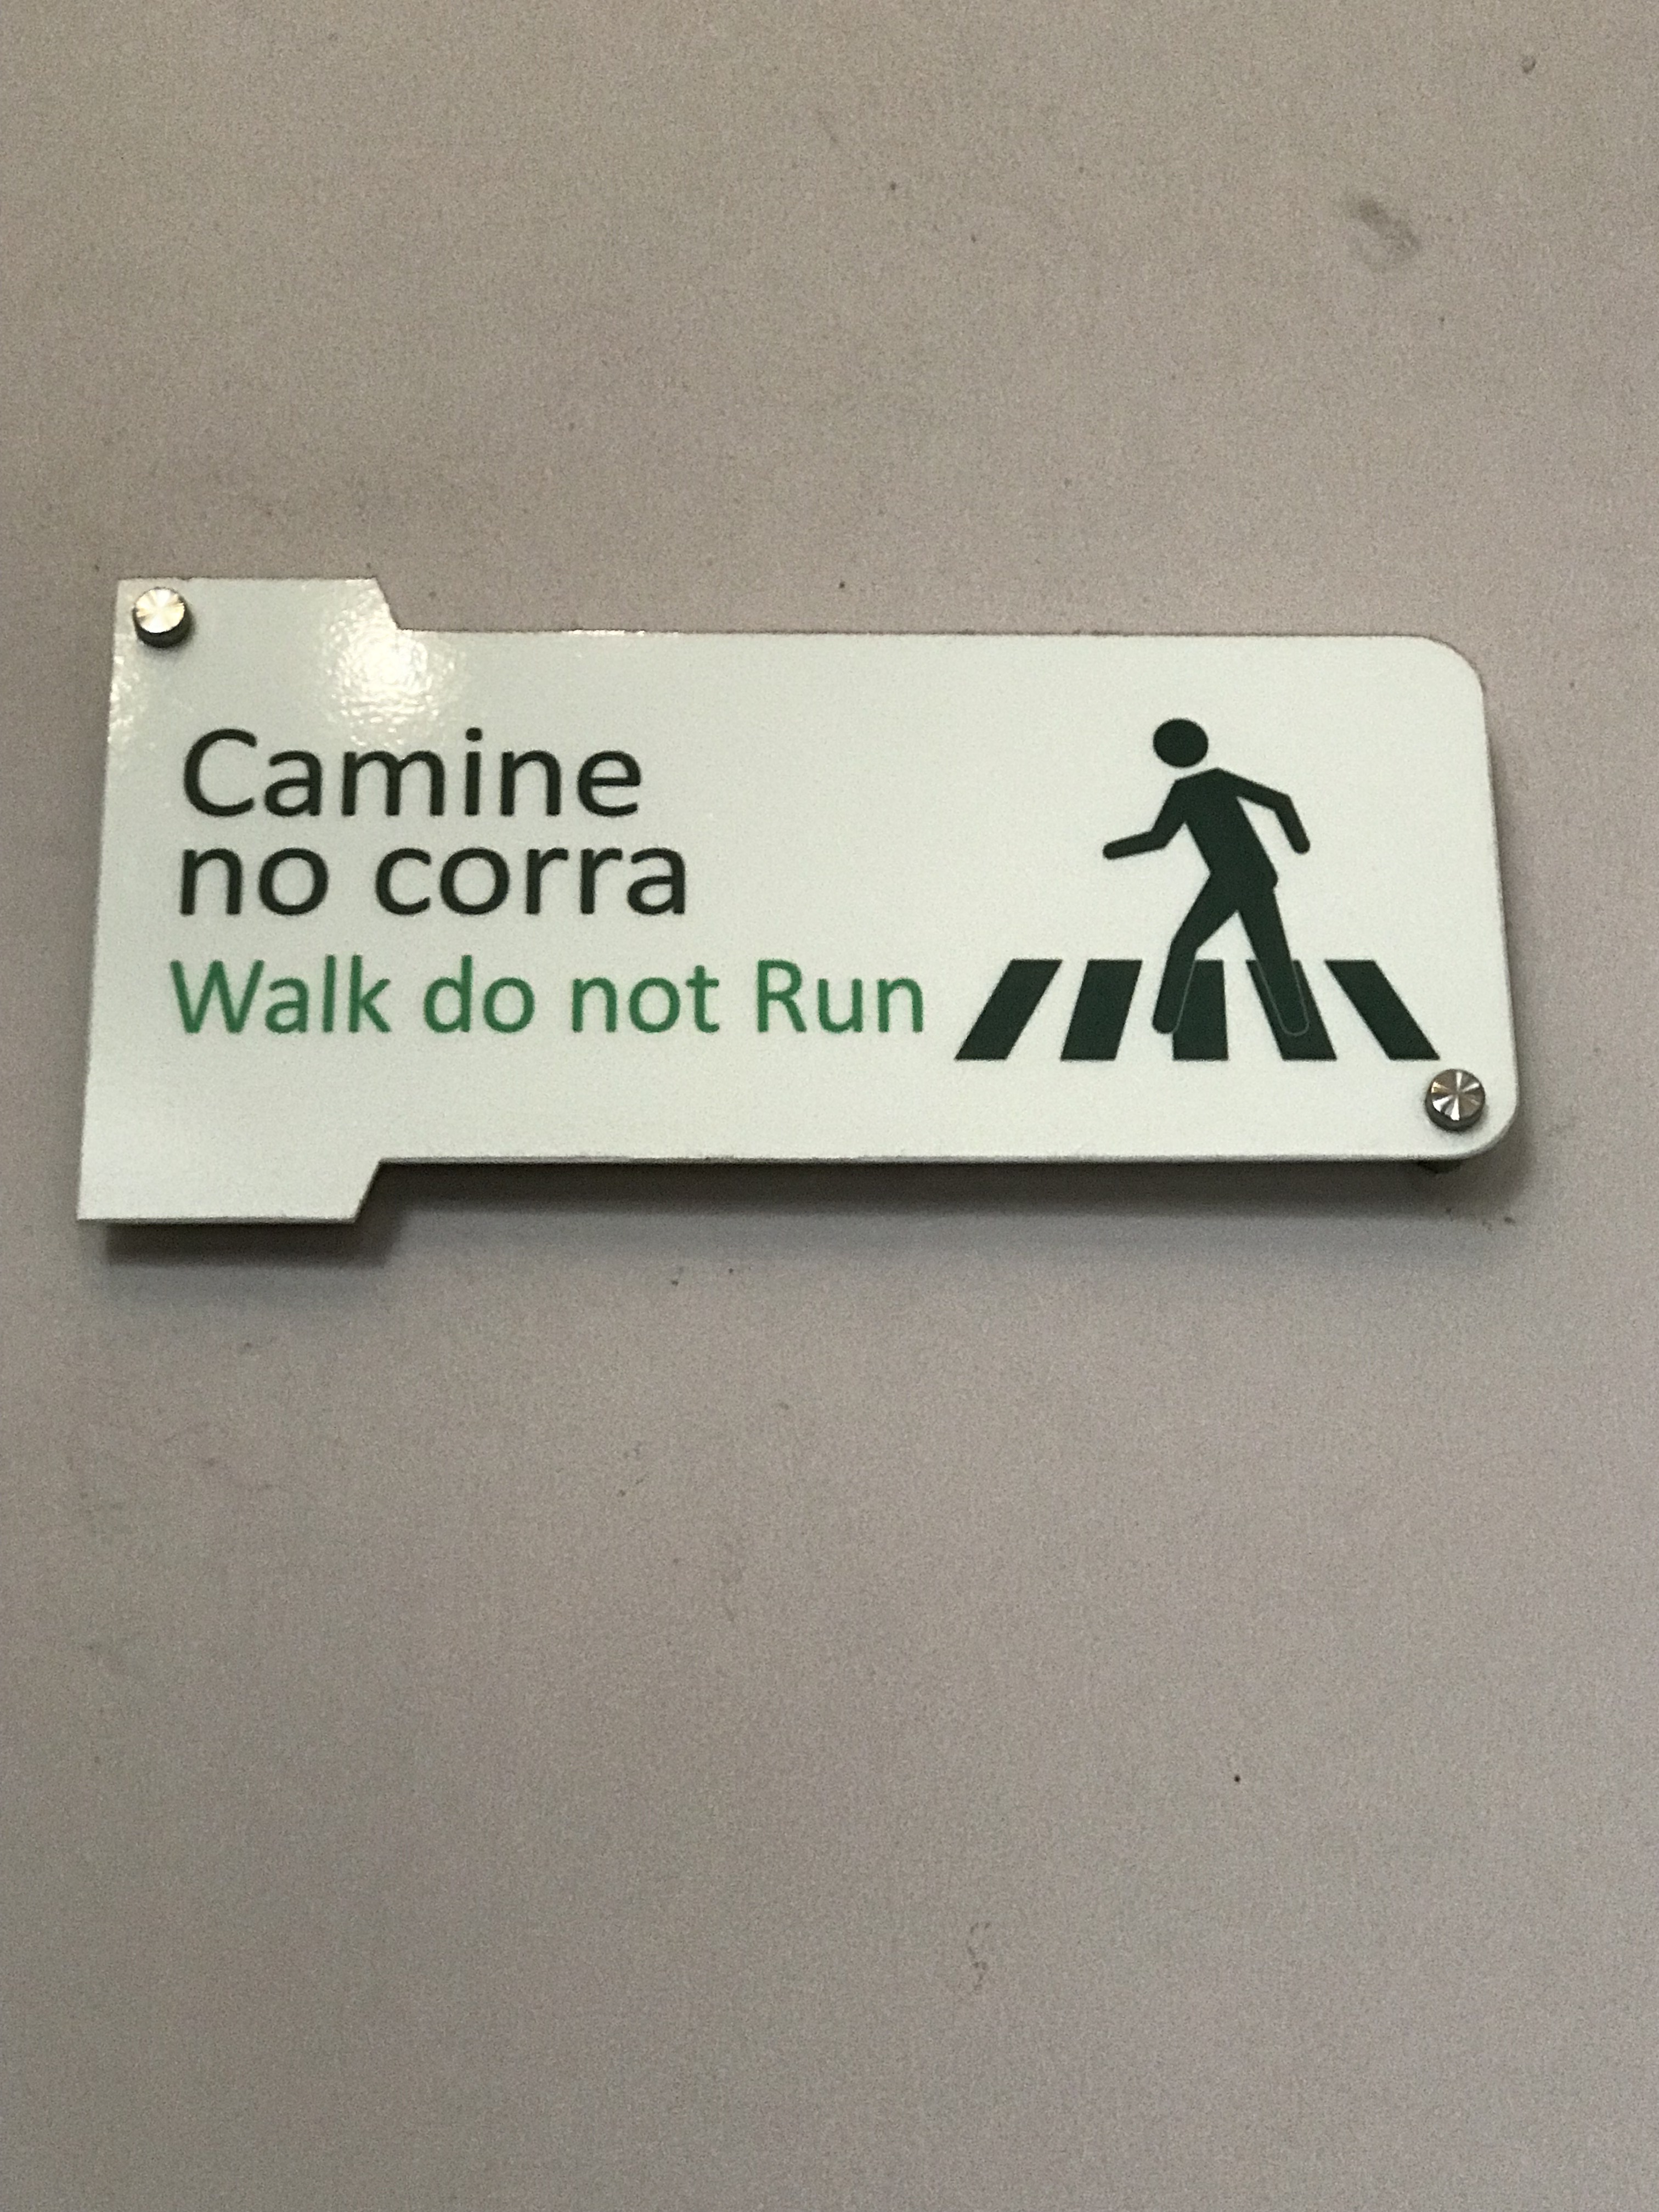 Camine
no corra
Walk do not Run